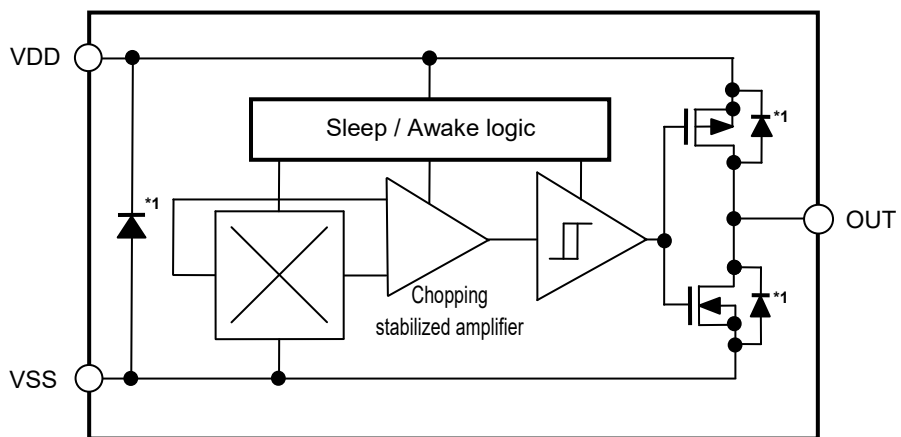 VDD
Sleep / Awake logic
*1
*1
OUT
*1
Chopping
stabilized amplifier
VSS